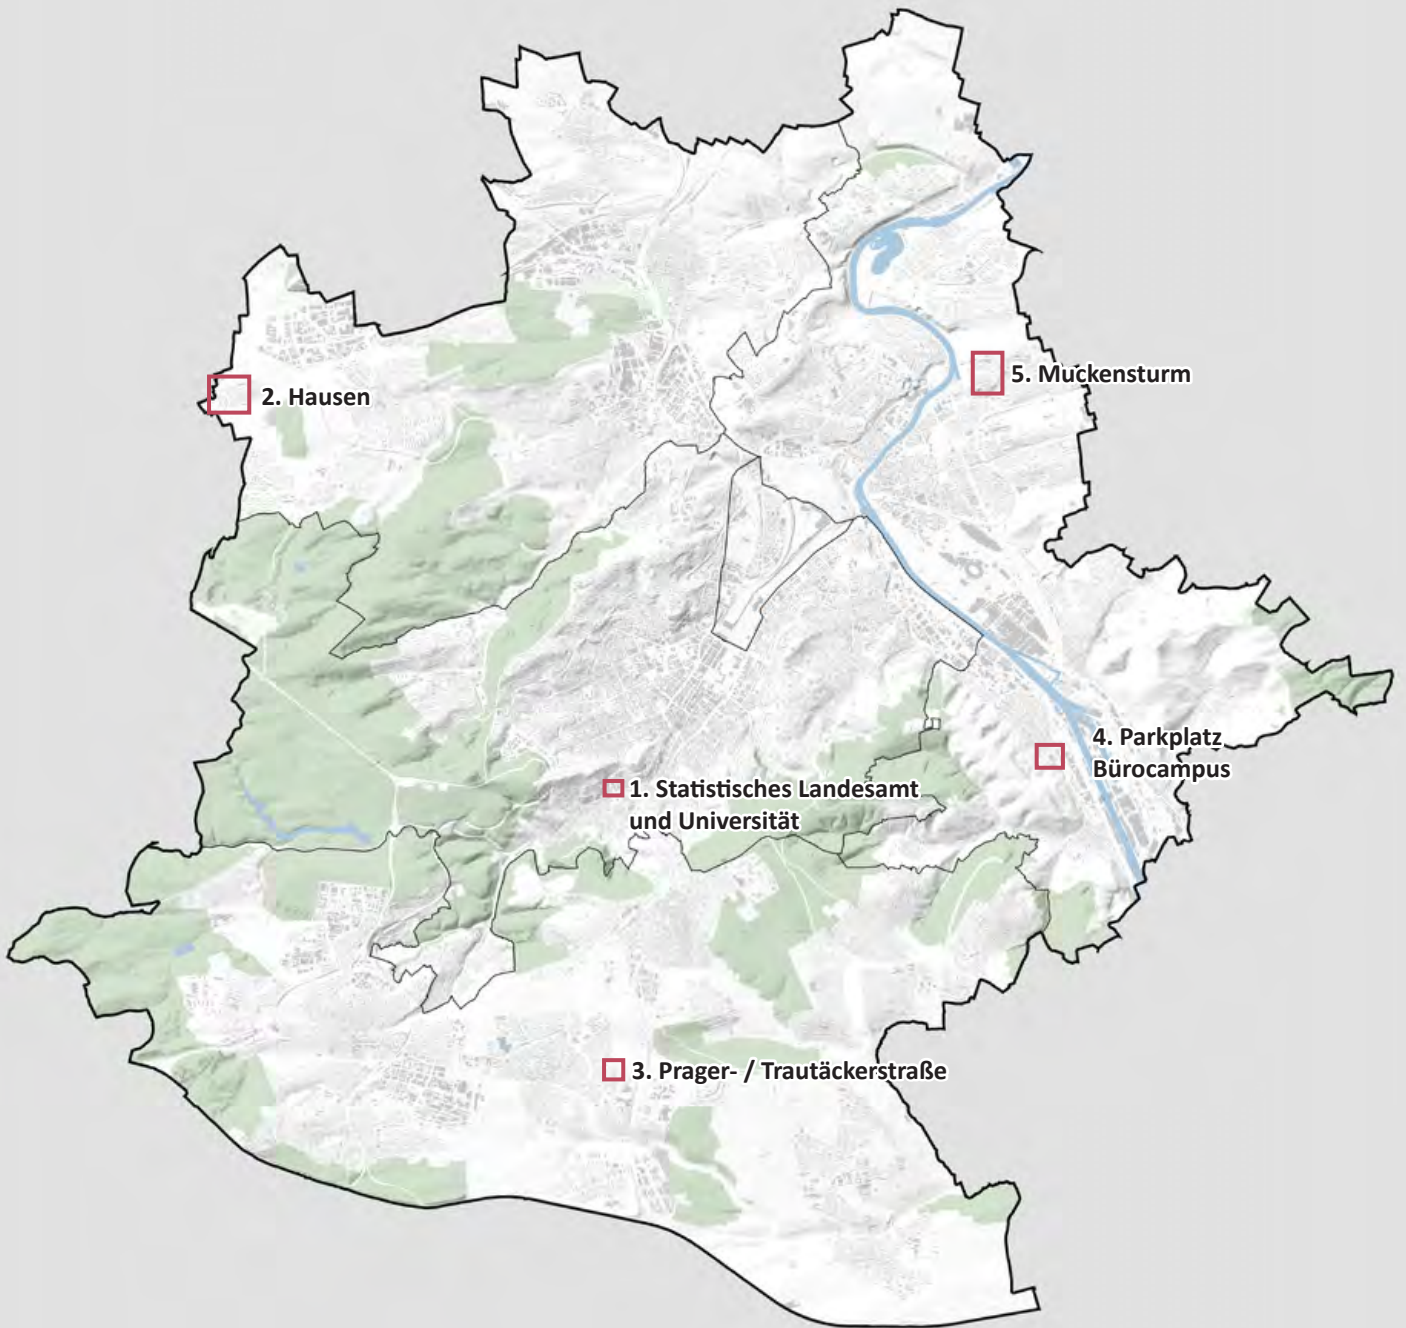 5. Muckensturm
2. Hausen
4. Parkplatz
Bürocampus
1. Statistisches Landesamt
und Universität
3. Prager- / Trautäckerstraße